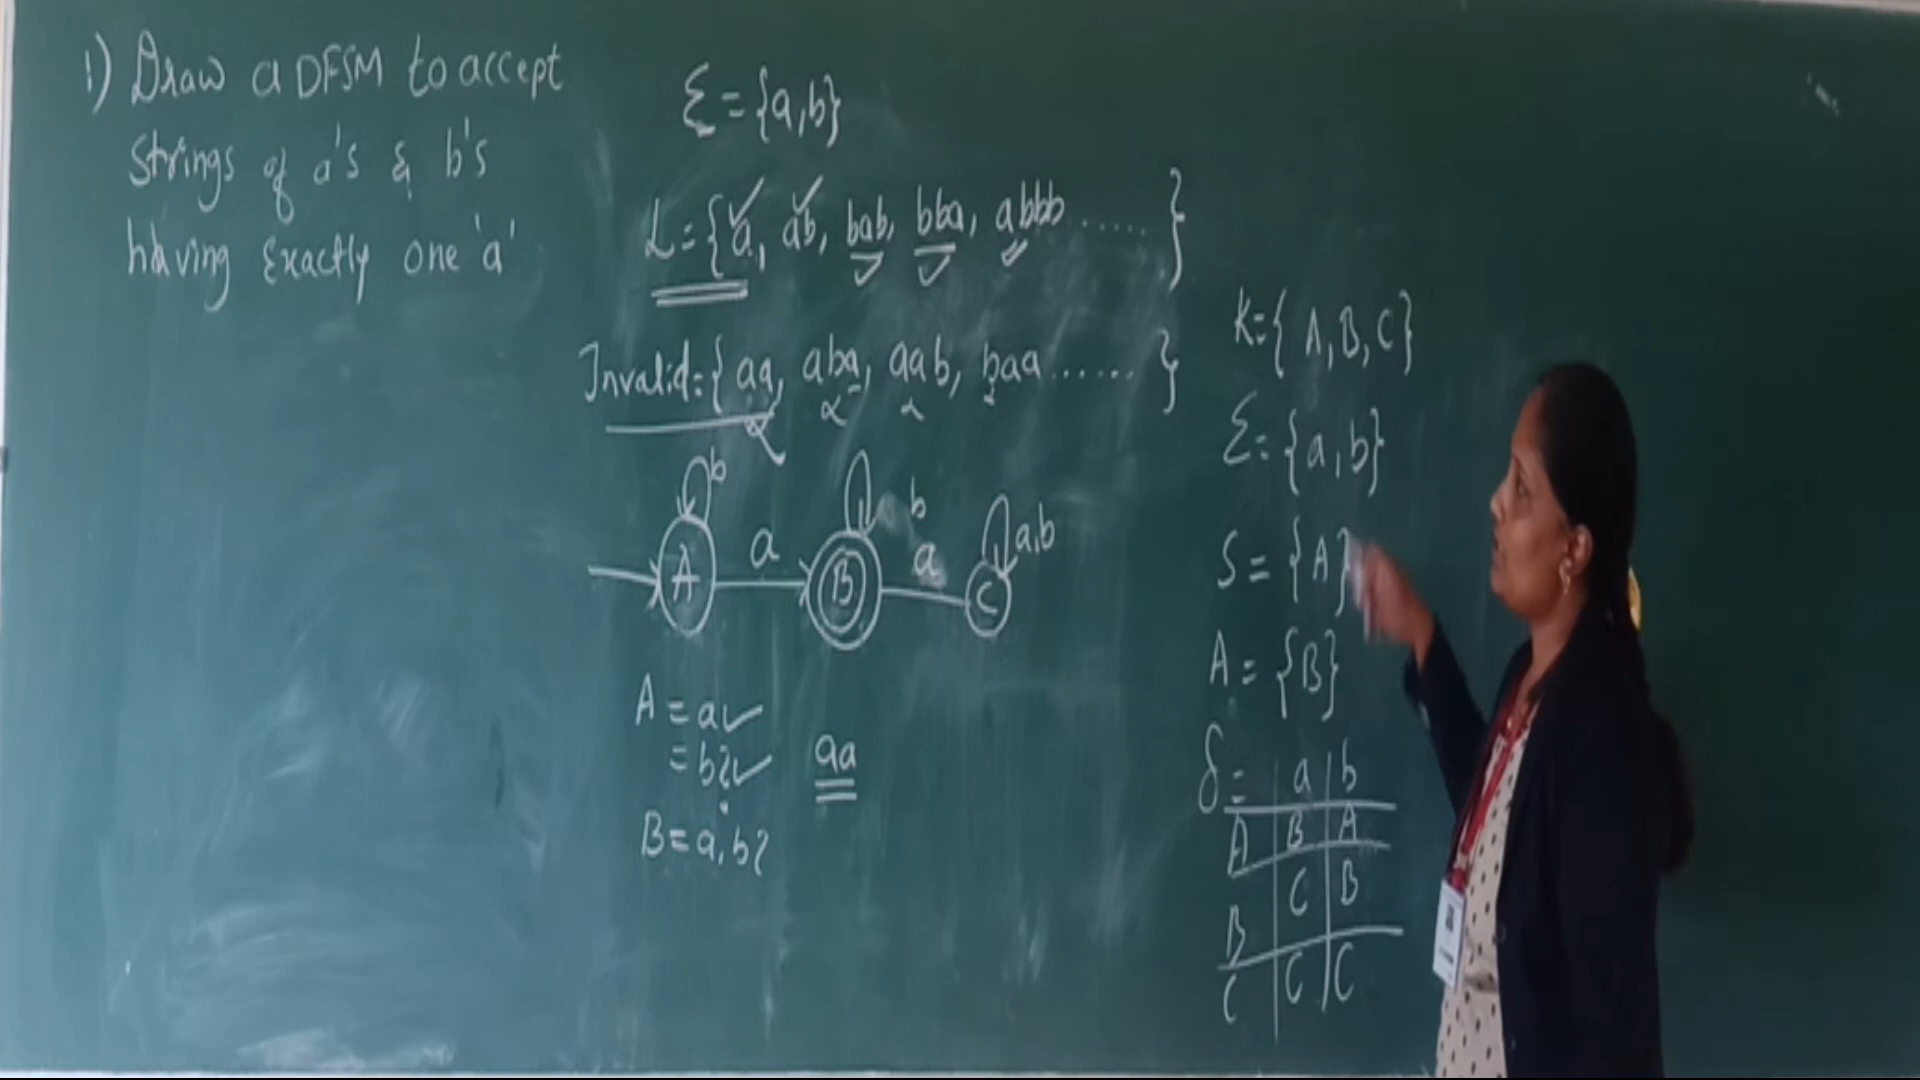 1) Draw a DFSM to accept
strings of a's & b's
having Exactly one 'a'
Σ = {a,b}
L = {a, ab, bab, bba, abbb ..... }
Invalid = { aa, aba, aab, baa ...... }
b
b
a,b
a
a
A
B
C
A = a ✓
= b? ✓
aa
B = a, b?
K = { A, B, C}
Σ = {a, b}
S = {A}
A = {B}
δ = a b
A B A
B C B
C C C